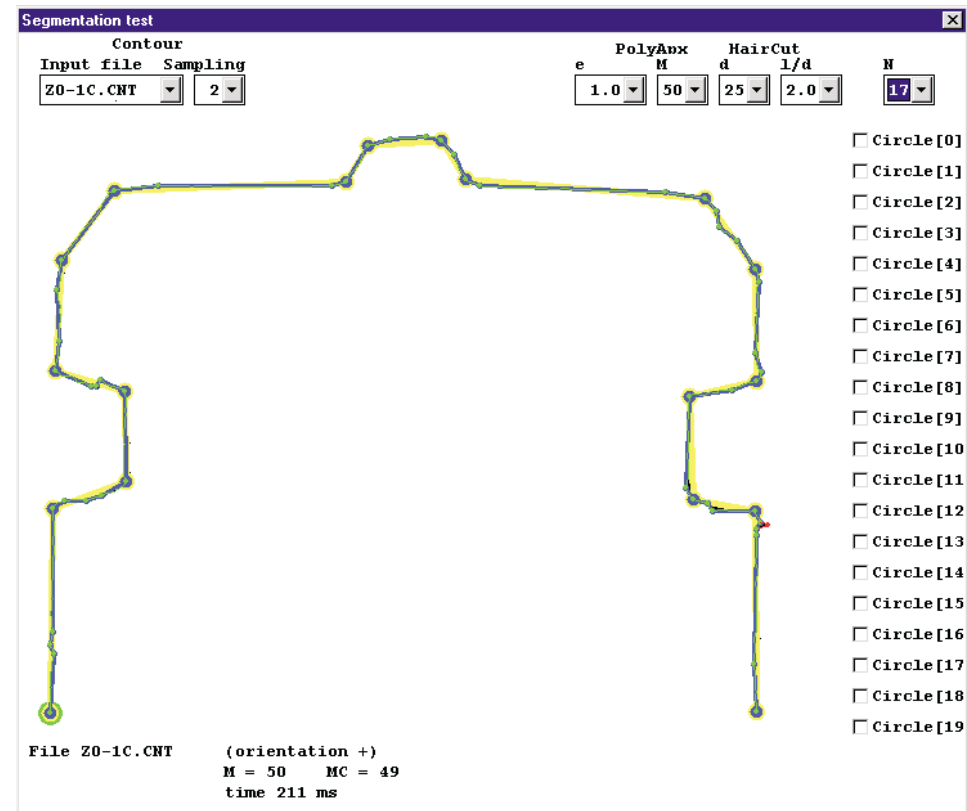 Segmentation test
Contour
Input file Sampling
Z0-1C.CNT 2
PolyApx HairCut
e M d l/d N
1.0 50 25 2.0 17
Circle[0]
Circle[1]
Circle[2]
Circle[3]
Circle[4]
Circle[5]
Circle[6]
Circle[7]
Circle[8]
Circle[9]
Circle[10
Circle[11
Circle[12
Circle[13
Circle[14
Circle[15
Circle[16
Circle[17
Circle[18
Circle[19
File Z0-1C.CNT (orientation +)
M = 50 MC = 49
time 211 ms